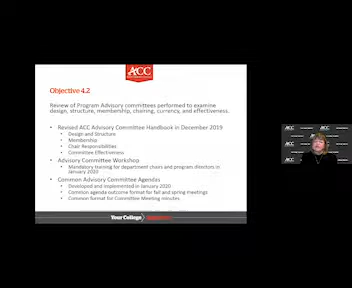 ACC
Objective 4.2
Review of Program Advisory committees performed to examine
design, structure, membership, chairing, currency, and effectiveness.
• Revised ACC Advisory Committee Handbook in December 2019
• Design and Structure
• Membership
• Chair Responsibilities
• Committee Effectiveness
• Advisory Committee Workshop
• Mandatory training for department chairs and program directors in
January 2020
• Common Advisory Committee Agendas
• Developed and implemented in January 2020
• Common agenda outcome format for fall and spring meetings
• Common format for Committee Meeting minutes
Your College
ACC
ACC